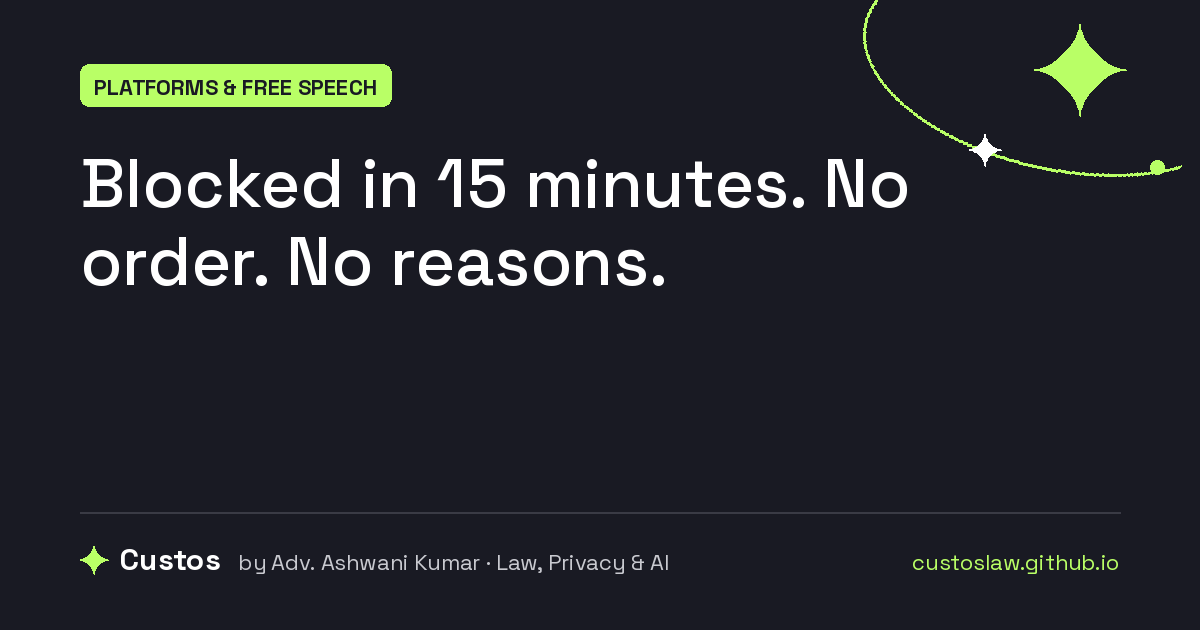 PLATFORMS & FREE SPEECH
Blocked in 15 minutes. No
order. No reasons.
Custos by Adv. Ashwani Kumar · Law, Privacy & AI custoslaw.github.io